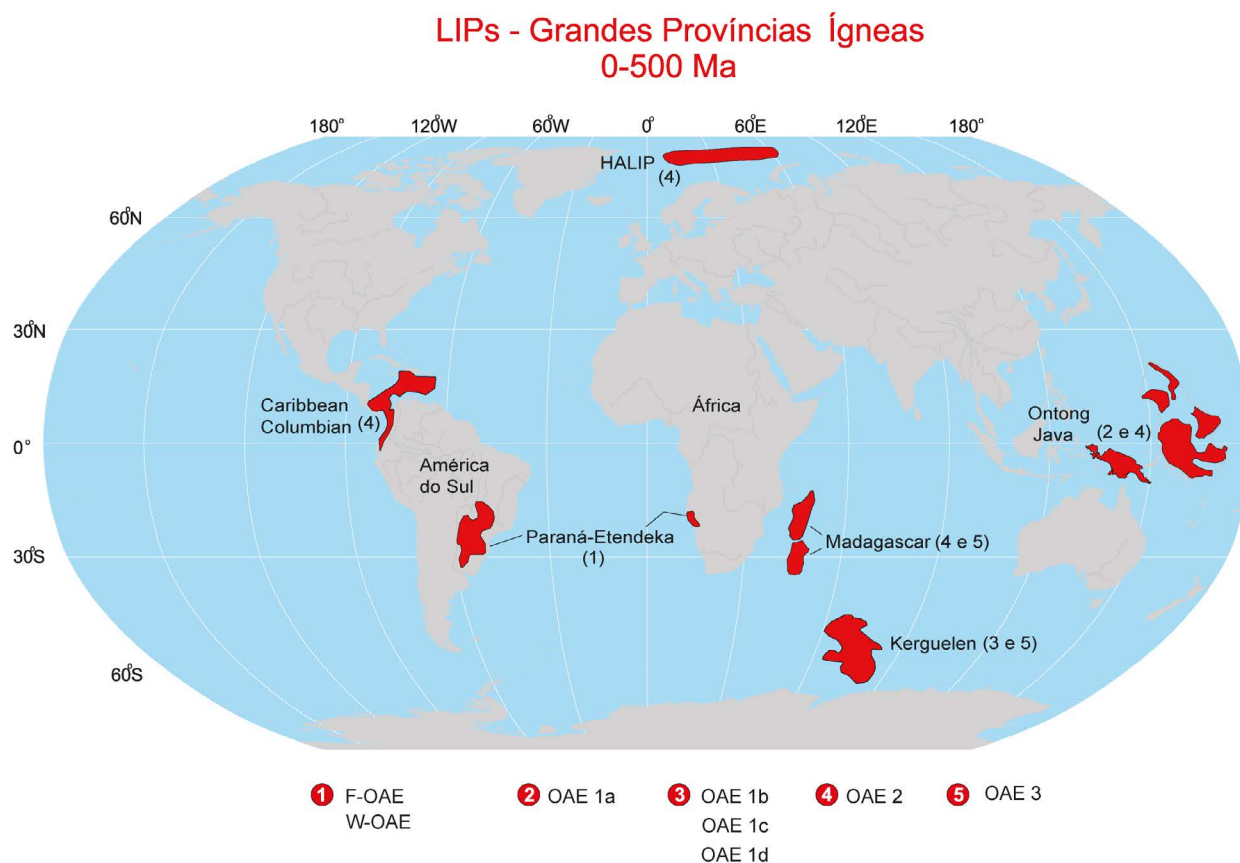 LIPs - Grandes Províncias Ígneas
0-500 Ma
180° 120W 60W 0° 60E 120E 180°
HALIP
(4)
60N
30N
Caribbean
Columbian (4)
África
Ontong
Java (2 e 4)
0°
América
do Sul
Paraná-Etendeka
(1)
Madagascar (4 e 5)
30S
Kerguelen (3 e 5)
60S
1 F-OAE
W-OAE
2 OAE 1a
3 OAE 1b
OAE 1c
OAE 1d
4 OAE 2
5 OAE 3